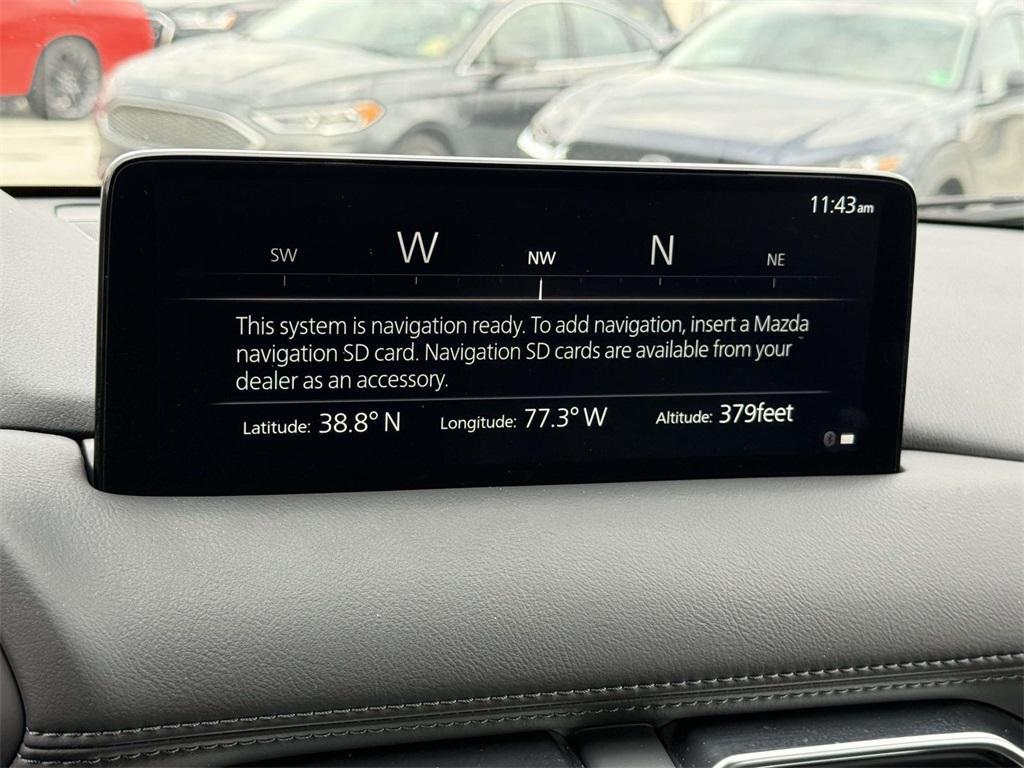 11:43am
SW W NW N NE
This system is navigation ready. To add navigation, insert a Mazda
navigation SD card. Navigation SD cards are available from your
dealer as an accessory.
Latitude: 38.8° N Longitude: 77.3° W Altitude: 379feet